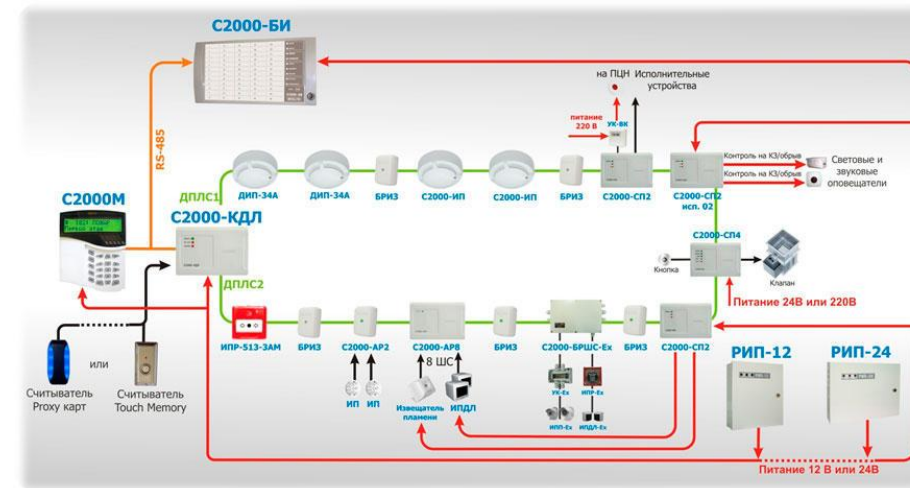 С2000-БИ
на ПЦН Исполнительные
устройства
питание
220 В
УК-ВК
RS-485
ДПЛС1
ДИП-34А
ДИП-34А
БРИЗ
С2000-ИП
С2000-ИП
БРИЗ
С2000-СП2
С2000-СП2
исп. 02
Контроль на КЗ/обрыв
Контроль на КЗ/обрыв
Световые и
звуковые
оповещатели
С2000М
С2000-КДЛ
С2000-СП4
Кнопка
Клапан
Питание 24В или 220В
ДПЛС2
ИПР-513-3АМ
БРИЗ
С2000-АР2
С2000-АР8
БРИЗ
С2000-БРШС-Ех
БРИЗ
С2000-СП2
8 ШС
ИП
ИП
Извещатель
пламени
ИПДЛ
УК-Ех
ИПР-Ех
ИПП-Ех
ИПДЛ-Ех
или
Считыватель
Proxy карт
Считыватель
Touch Memory
РИП-12
РИП-24
Питание 12 В или 24В